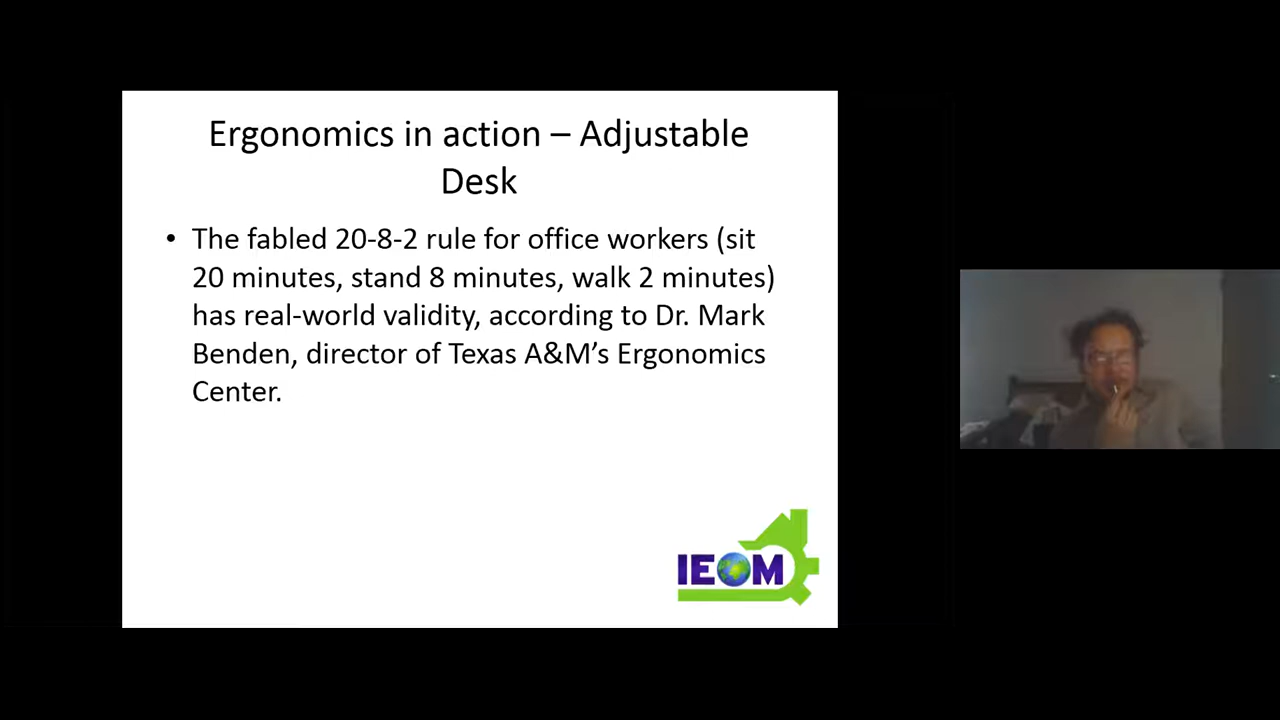 Ergonomics in action – Adjustable
Desk
• The fabled 20-8-2 rule for office workers (sit
20 minutes, stand 8 minutes, walk 2 minutes)
has real-world validity, according to Dr. Mark
Benden, director of Texas A&M’s Ergonomics
Center.
IEOM